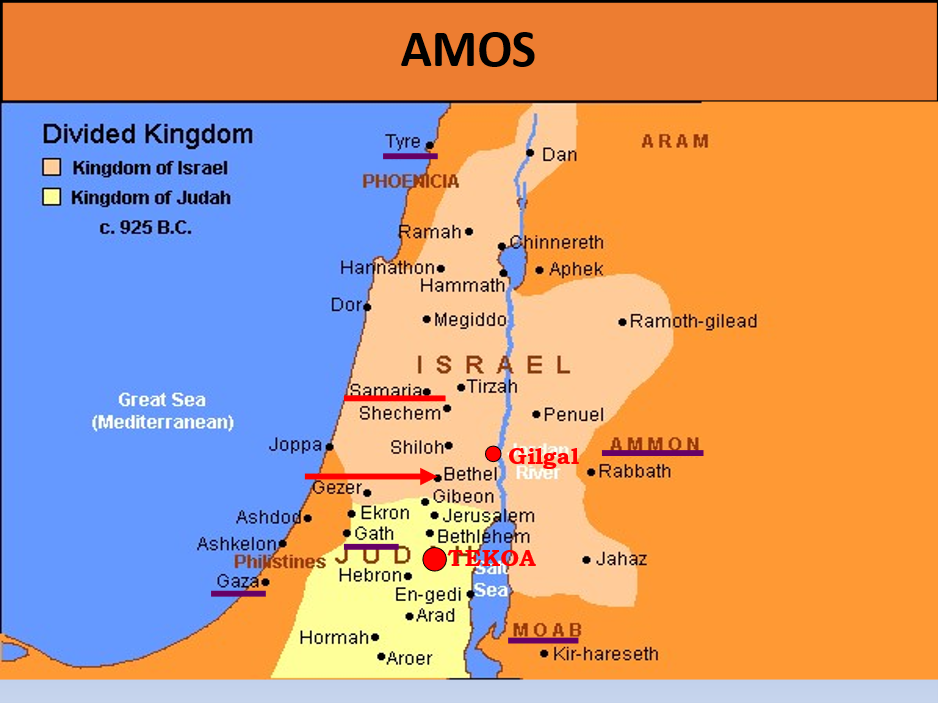 AMOS
Divided Kingdom
Kingdom of Israel
Kingdom of Judah
c. 925 B.C.
Tyre
PHOENICIA
Dan
ARAM
Ramah
Chinnereth
Hannathon
Aphek
Hammath
Dor
Megiddo
Ramoth-gilead
ISRAEL
Samaria
Tirzah
Great Sea
(Mediterranean)
Shechem
Penuel
Joppa
Shiloh
Jordan
River
Gilgal
AMMON
Rabbath
Bethel
Gezer
Gibeon
Ashdod
Ekron
Jerusalem
Gath
Bethlehem
Ashkelon
Philistines
JUDAH
TEKOA
Jahaz
Salt
Sea
Gaza
Hebron
En-gedi
Arad
Hormah
MOAB
Aroer
Kir-hareseth